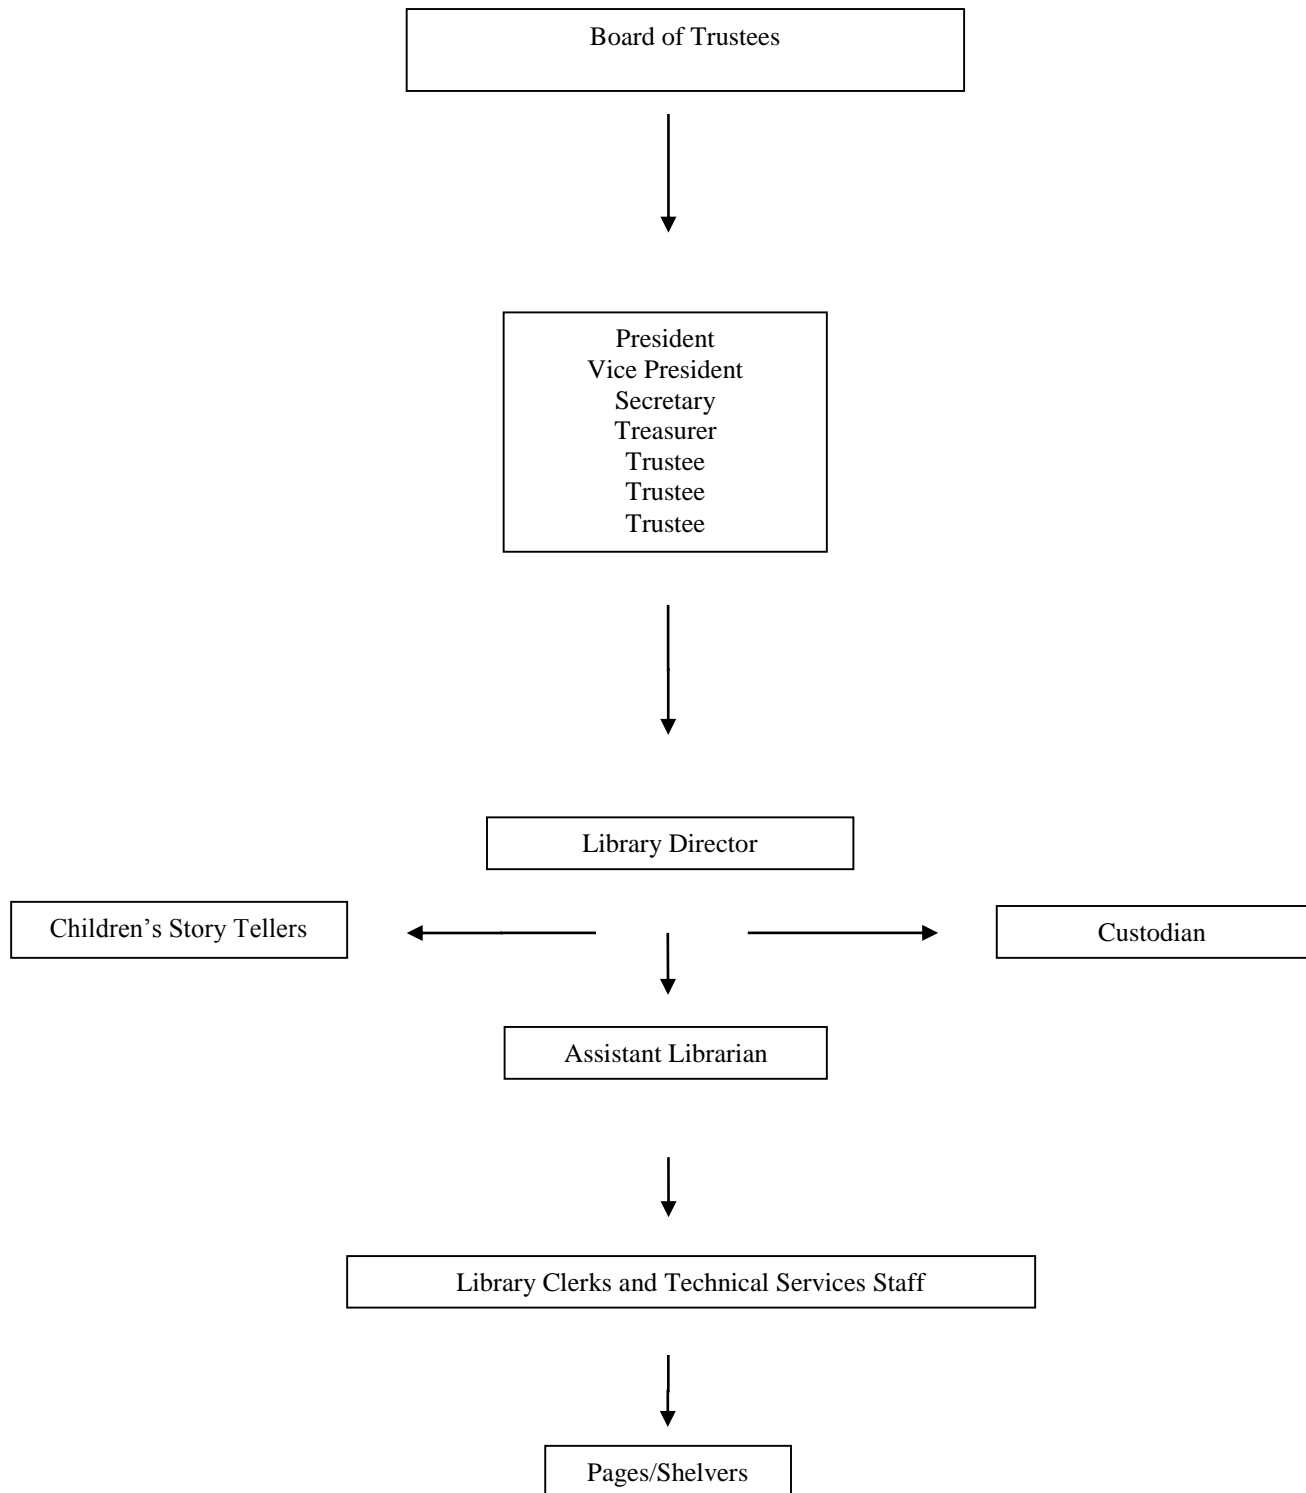 Board of Trustees
President
Vice President
Secretary
Treasurer
Trustee
Trustee
Trustee
Library Director
Children’s Story Tellers
Custodian
Assistant Librarian
Library Clerks and Technical Services Staff
Pages/Shelvers